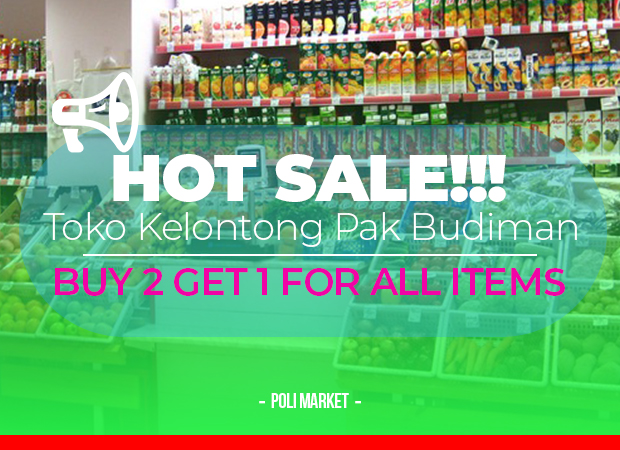 HOT SALE!!!
Toko Kelontong Pak Budiman
BUY 2 GET 1 FOR ALL ITEMS
- POLI MARKET -